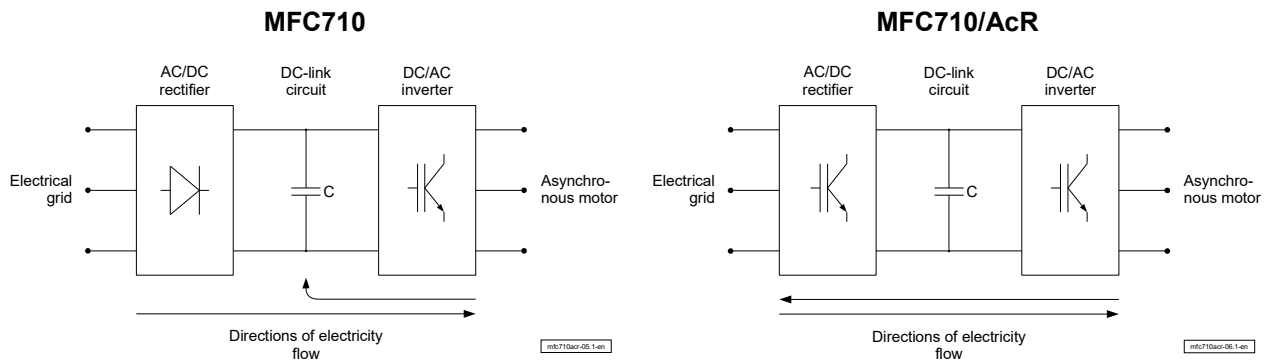 MFC710
AC/DC
rectifier
DC-link
circuit
DC/AC
inverter
Electrical
grid
C
Asynchro-
nous motor
Directions of electricity
flow
mfc710acr-05.1-en
MFC710/AcR
AC/DC
rectifier
DC-link
circuit
DC/AC
inverter
Electrical
grid
C
Asynchro-
nous motor
Directions of electricity
flow
mfc710acr-06.1-en